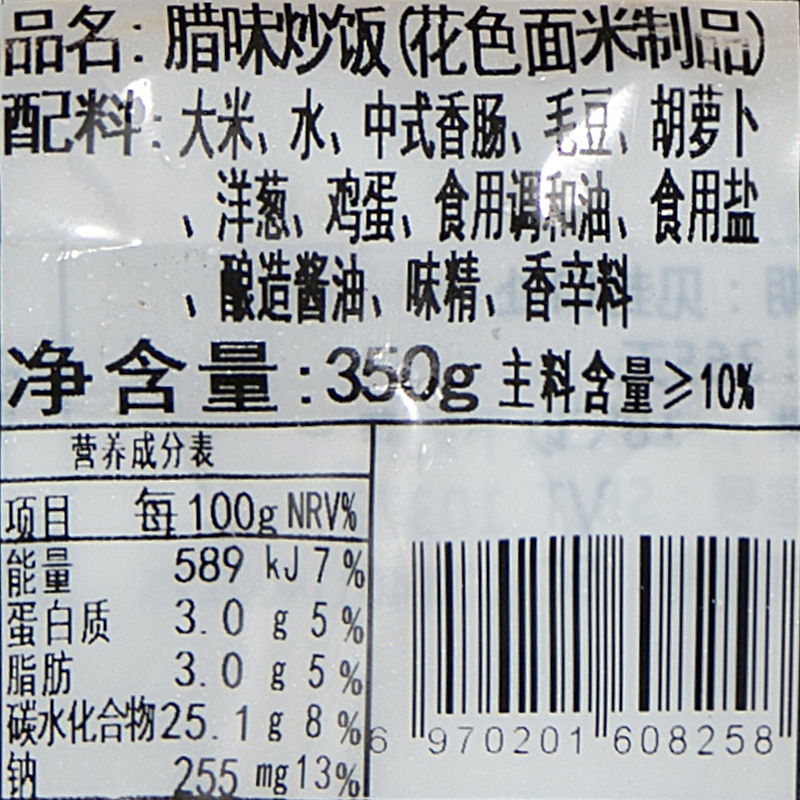 品名:腊味炒饭(花色面米制品)
配料:大米、水、中式香肠、毛豆、胡萝卜
、洋葱、鸡蛋、食用调和油、食用盐
、酿造酱油、味精、香辛料
净含量:350g 主料含量≥10%
营养成分表
项目 每100g NRV%
能量 589 kJ 7%
蛋白质 3.0 g 5%
脂肪 3.0 g 5%
碳水化合物 25.1 g 8%
钠 255 mg 13%
6 970201 608258